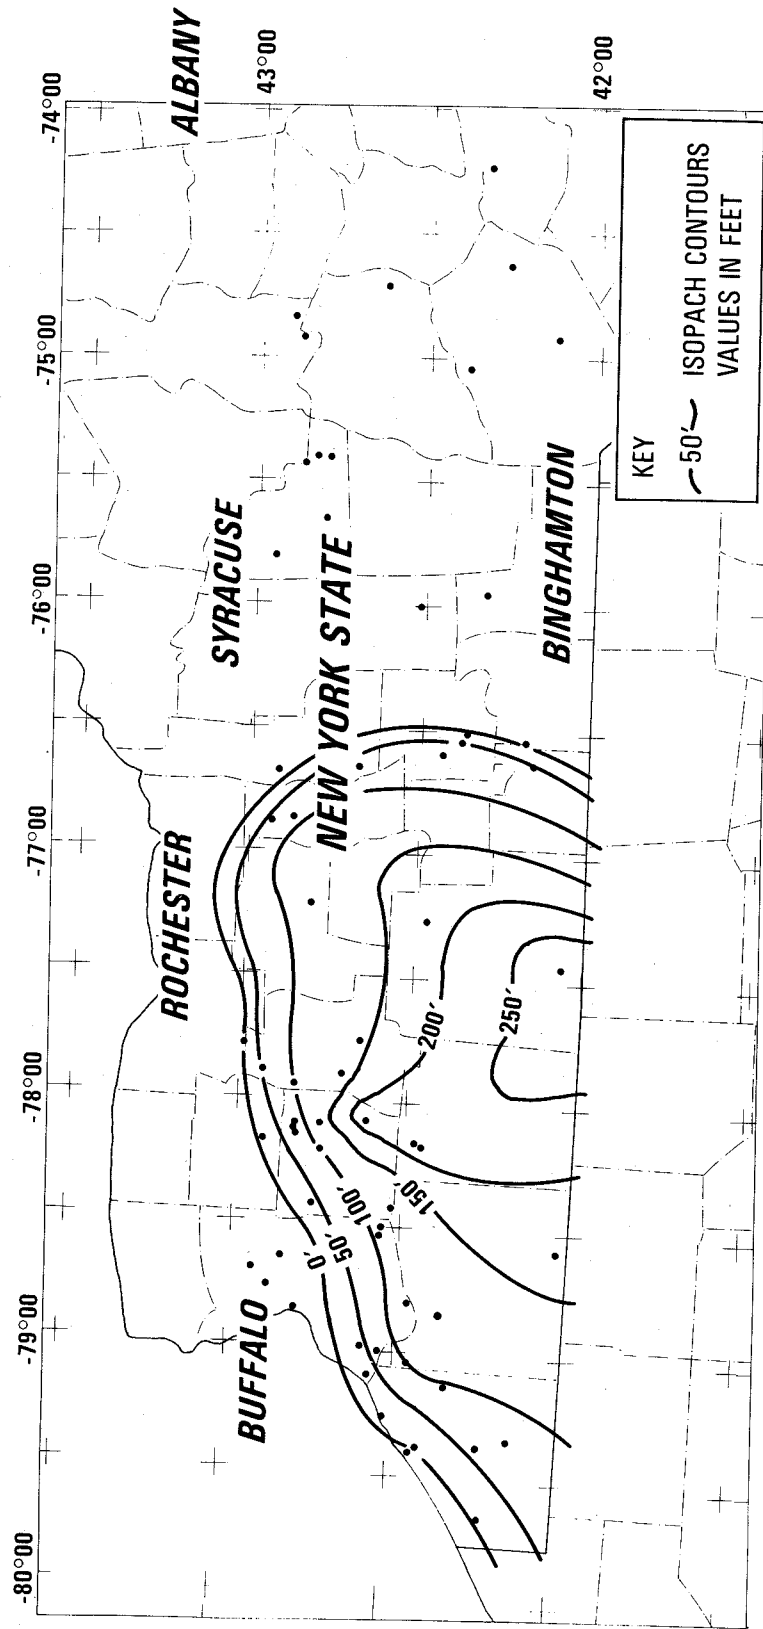 -80°00
-79°00
-78°00
-77°00
-76°00
-75°00
-74°00
43°00
42°00
ALBANY
SYRACUSE
ROCHESTER
BUFFALO
NEW YORK STATE
BINGHAMTON
0'
50'
100'
150'
200'
250'
KEY
50' ISOPACH CONTOURS
VALUES IN FEET